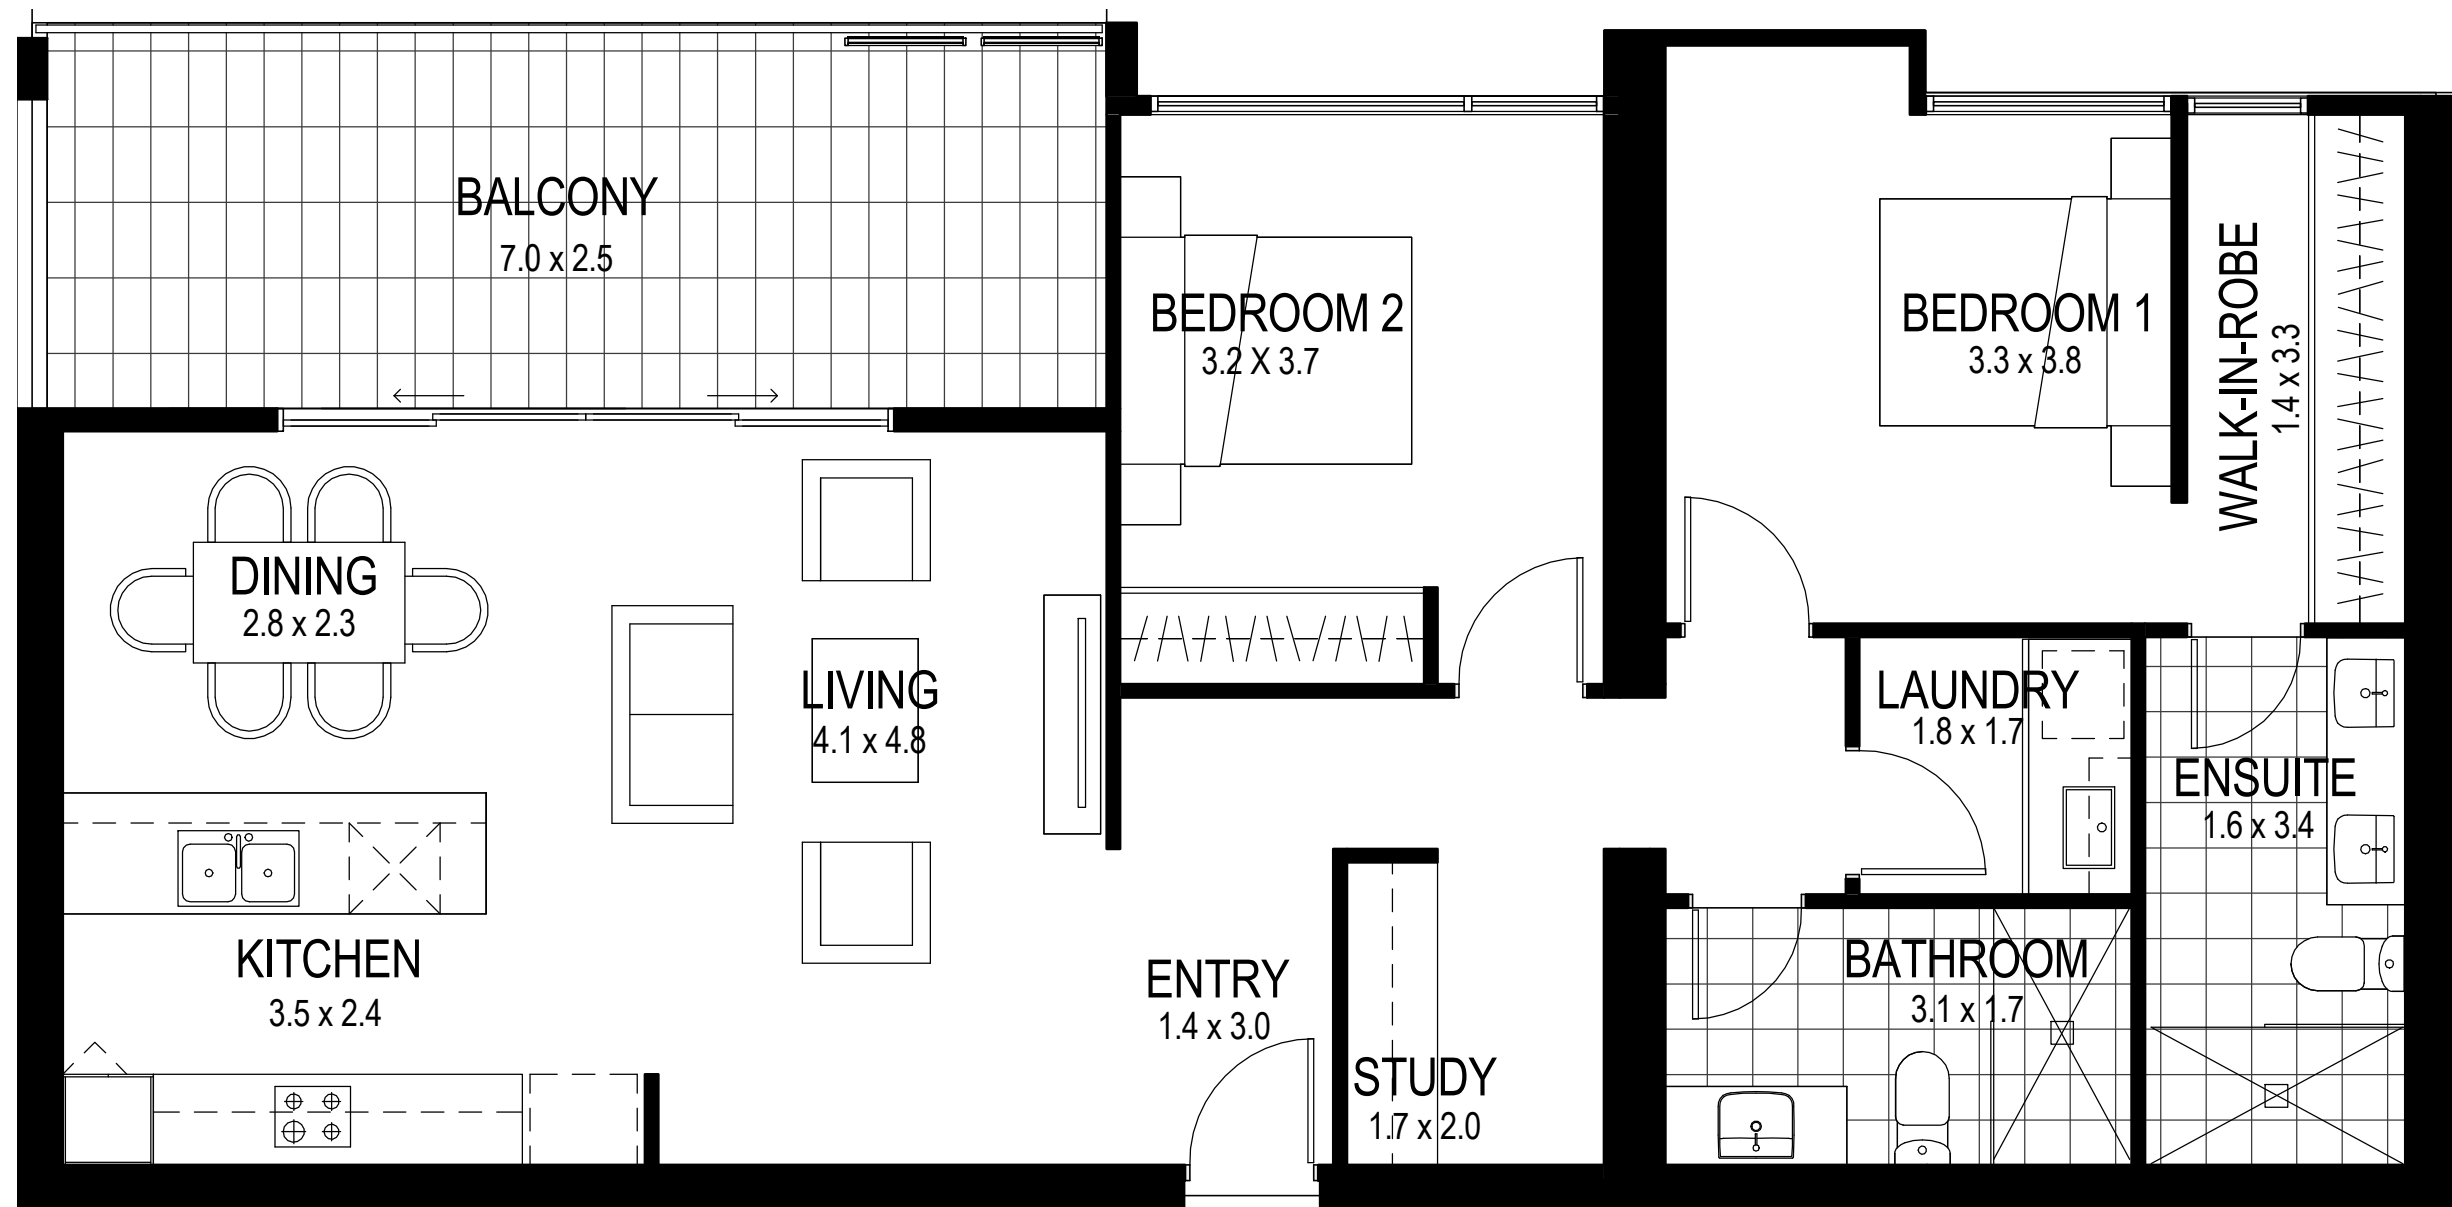 BALCONY
7.0 x 2.5
BEDROOM 2
3.2 X 3.7
BEDROOM 1
3.3 x 3.8
WALK-IN-ROBE
1.4 x 3.3
DINING
2.8 x 2.3
LIVING
4.1 x 4.8
LAUNDRY
1.8 x 1.7
ENSUITE
1.6 x 3.4
KITCHEN
3.5 x 2.4
ENTRY
1.4 x 3.0
STUDY
1.7 x 2.0
BATHROOM
3.1 x 1.7